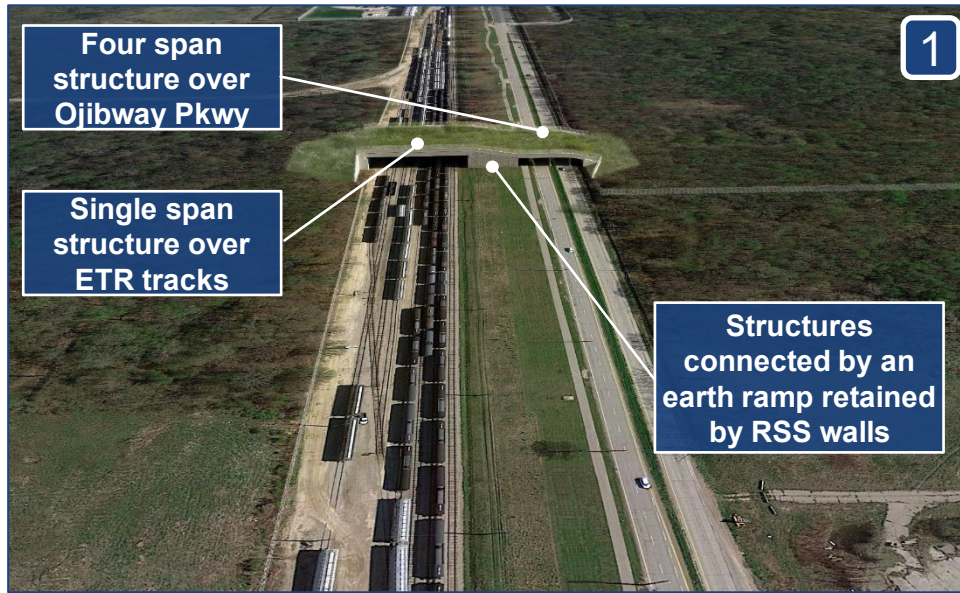 Four span
structure over
Ojibway Pkwy
1
Single span
structure over
ETR tracks
Structures
connected by an
earth ramp retained
by RSS walls